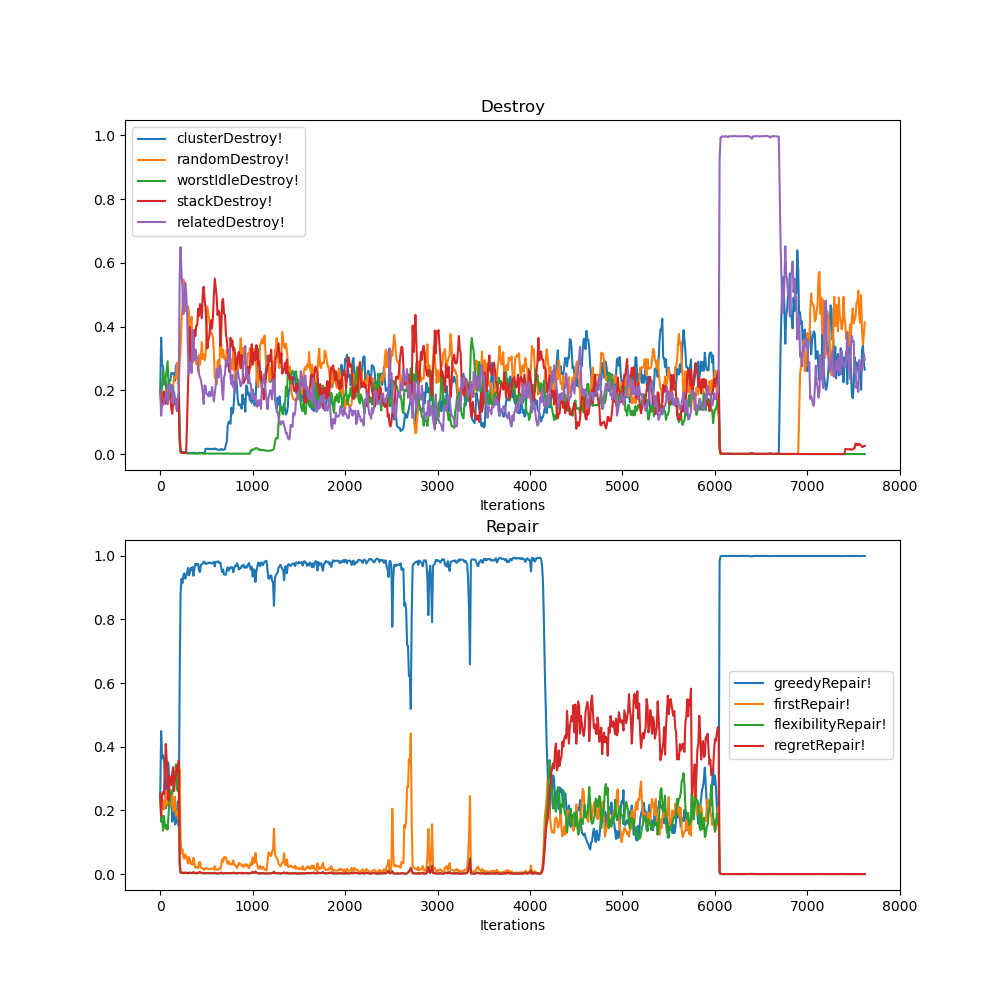 Destroy
1.0
0.8
0.6
0.4
0.2
0.0
clusterDestroy!
randomDestroy!
worstIdleDestroy!
stackDestroy!
relatedDestroy!
0 1000 2000 3000 4000 5000 6000 7000 8000
Iterations
Repair
1.0
0.8
0.6
0.4
0.2
0.0
greedyRepair!
firstRepair!
flexibilityRepair!
regretRepair!
0 1000 2000 3000 4000 5000 6000 7000 8000
Iterations